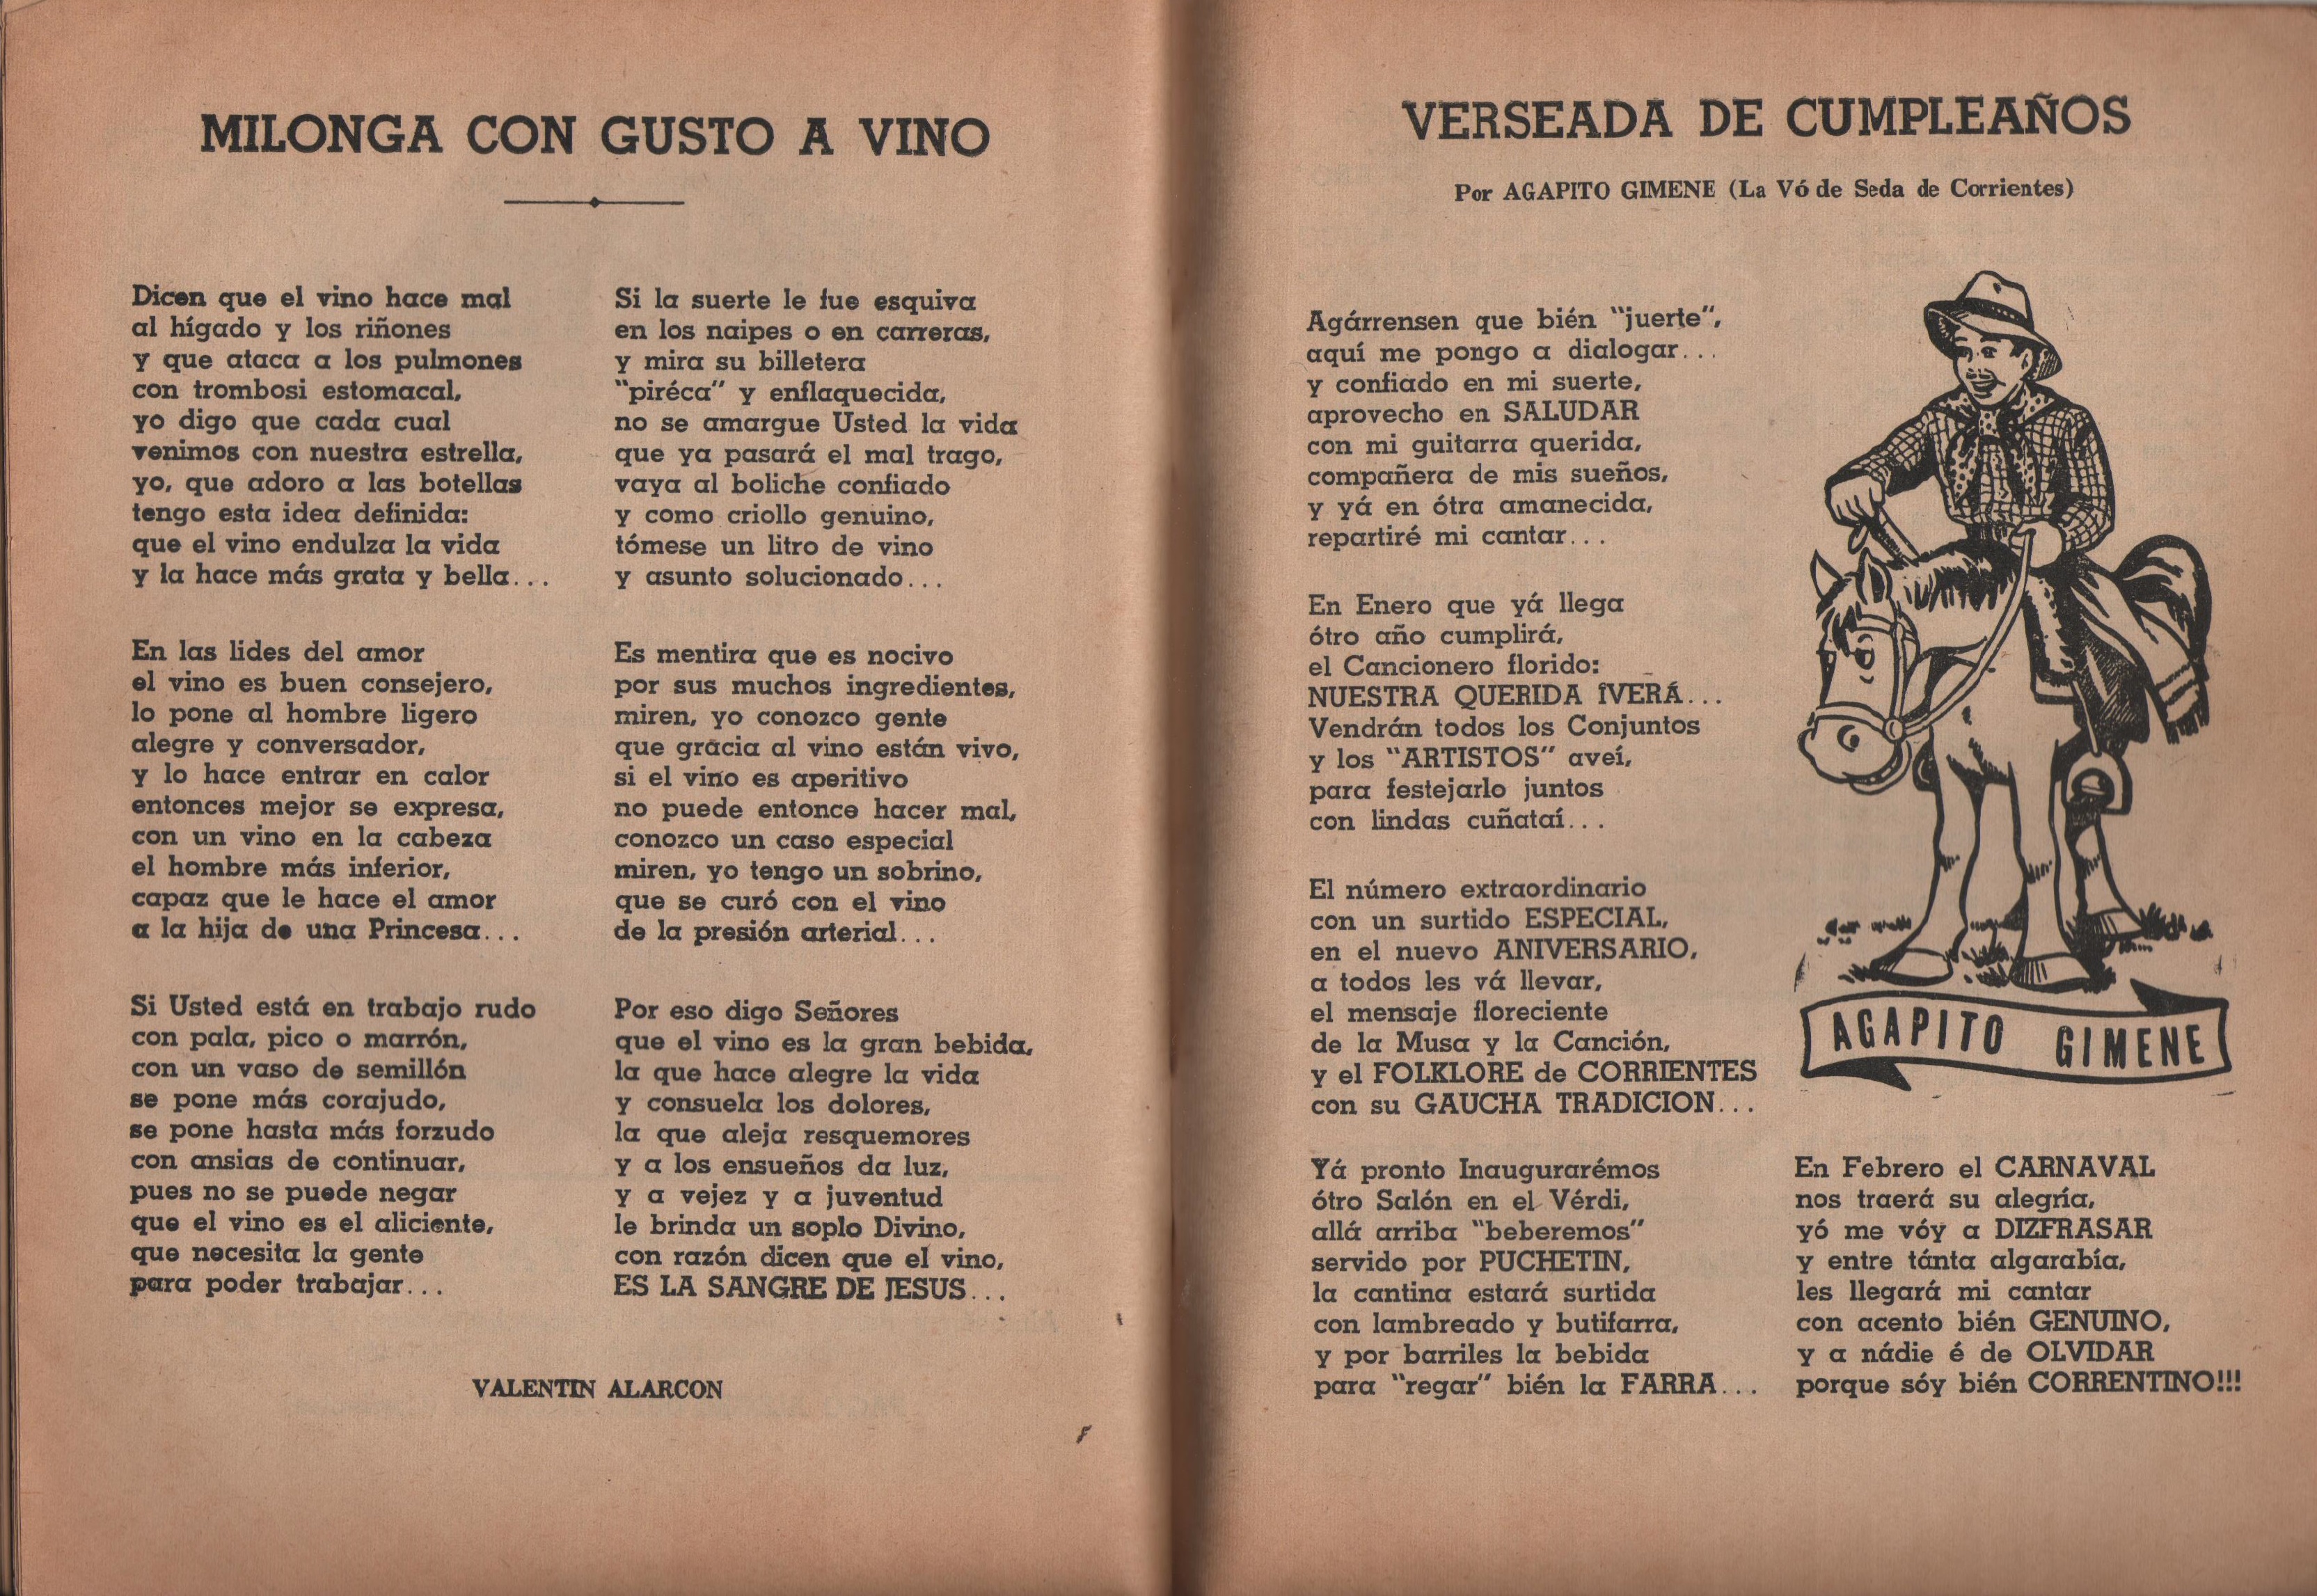 MILONGA CON GUSTO A VINO
Dicen que el vino hace mal
al hígado y los riñones
y que ataca a los pulmones
con trombosi estomacal,
yo digo que cada cual
venimos con nuestra estrella,
yo, que adoro a las botellas
tengo esta idea definida:
que el vino endulza la vida
y la hace más grata y bella...
En las lides del amor
el vino es buen consejero,
lo pone al hombre ligero
alegre y conversador,
y lo hace entrar en calor
entonces mejor se expresa,
con un vino en la cabeza
el hombre más inferior,
capaz que le hace el amor
a la hija de una Princesa...
Si Usted está en trabajo rudo
con pala, pico o marrón,
con un vaso de semillón
se pone más corajudo,
se pone hasta más forzudo
con ansias de continuar,
pues no se puede negar
que el vino es el aliciente,
que necesita la gente
para poder trabajar...
Si la suerte le fue esquiva
en los naipes o en carreras,
y mira su billetera
"piréca" y enflaquecida,
no se amargue Usted la vida
que ya pasará el mal trago,
vaya al boliche confiado
y como criollo genuino,
tómese un litro de vino
y asunto solucionado...
Es mentira que es nocivo
por sus muchos ingredientes,
miren, yo conozco gente
que gracia al vino están vivo,
si el vino es aperitivo
no puede entonce hacer mal,
conozco un caso especial
miren, yo tengo un sobrino,
que se curó con el vino
de la presión arterial...
Por eso digo Señores
que el vino es la gran bebida,
la que hace alegre la vida
y consuela los dolores,
la que aleja resquemores
y a los ensueños da luz,
y a vejez y a juventud
le brinda un soplo Divino,
con razón dicen que el vino,
ES LA SANGRE DE JESUS...
VALENTIN ALARCON
VERSEADA DE CUMPLEAÑOS
Por AGAPITO GIMENE (La Vó de Seda de Corrientes)
Agárrensen que bién "juerte",
aquí me pongo a dialogar...
y confiado en mi suerte,
aprovecho en SALUDAR
con mi guitarra querida,
compañera de mis sueños,
y yá en ótra amanecida,
repartiré mi cantar...
En Enero que yá llega
ótro año cumplirá,
el Cancionero florido:
NUESTRA QUERIDA ÍVERÁ...
Vendrán todos los Conjuntos
y los "ARTISTOS" aveí,
para festejarlo juntos
con lindas cuñataí...
El número extraordinario
con un surtido ESPECIAL,
en el nuevo ANIVERSARIO,
a todos les vá llevar,
el mensaje floreciente
de la Musa y la Canción,
y el FOLKLORE de CORRIENTES
con su GAUCHA TRADICION...
Yá pronto Inaugurarémos
ótro Salón en el Vérdi,
allá arriba "beberemos"
servido por PUCHETIN,
la cantina estará surtida
con lambreado y butifarra,
y por barriles la bebida
para "regar" bién la FARRA...
AGAPITO GIMENE
En Febrero el CARNAVAL
nos traerá su alegría,
yó me vóy a DIZFRASAR
y entre tánta algarabía,
les llegará mi cantar
con acento bién GENUINO,
y a nádie é de OLVIDAR
porque sóy bién CORRENTINO!!!